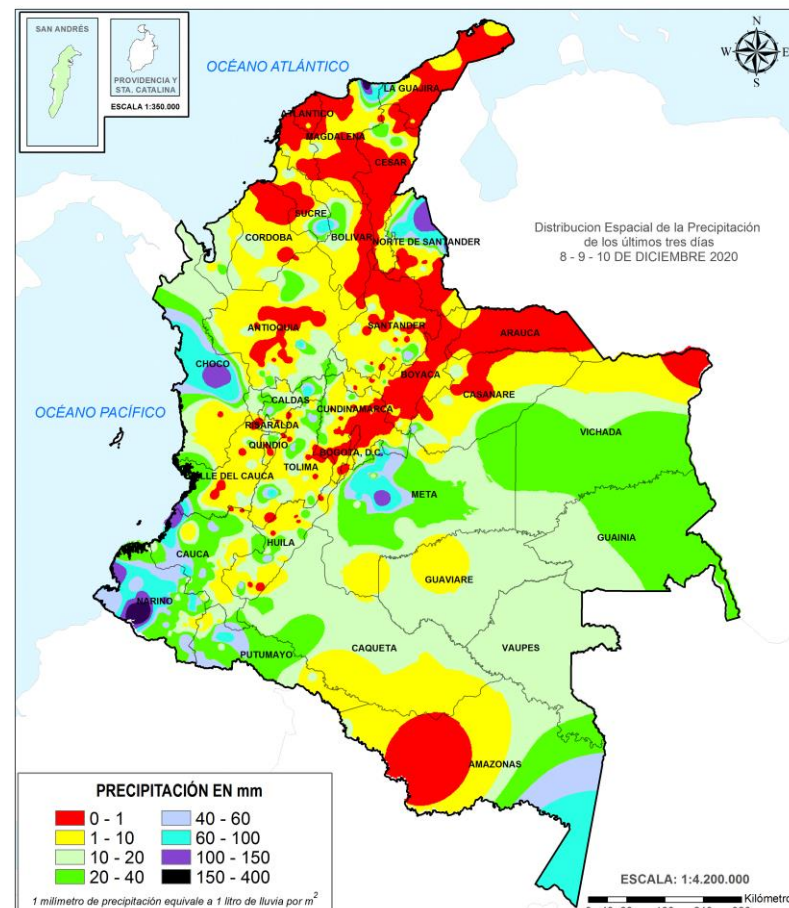 SAN ANDRÉS
PROVIDENCIA Y
STA. CATALINA
ESCALA 1:350.000
OCÉANO ATLÁNTICO
N
W
E
S
LA GUAJIRA
ATLANTICO
MAGDALENA
CESAR
SUCRE
CORDOBA
BOLIVAR
NORTE DE SANTANDER
Distribucion Espacial de la Precipitación
de los últimos tres días
8 - 9 - 10 DE DICIEMBRE 2020
ANTIOQUIA
SANTANDER
ARAUCA
CHOCO
BOYACA
CASANARE
CALDAS
OCÉANO PACÍFICO
CUNDINAMARCA
RISARALDA
QUINDIO
BOGOTA, D.C.
VICHADA
TOLIMA
VALLE DEL CAUCA
META
GUAINIA
CAUCA
HUILA
GUAVIARE
NARIÑO
PUTUMAYO
CAQUETA
VAUPES
AMAZONAS
PRECIPITACIÓN EN mm
0 - 1
40 - 60
1 - 10
60 - 100
10 - 20
100 - 150
20 - 40
150 - 400
1 milímetro de precipitación equivale a 1 litro de lluvia por m²
ESCALA: 1:4.200.000
Kilómetro